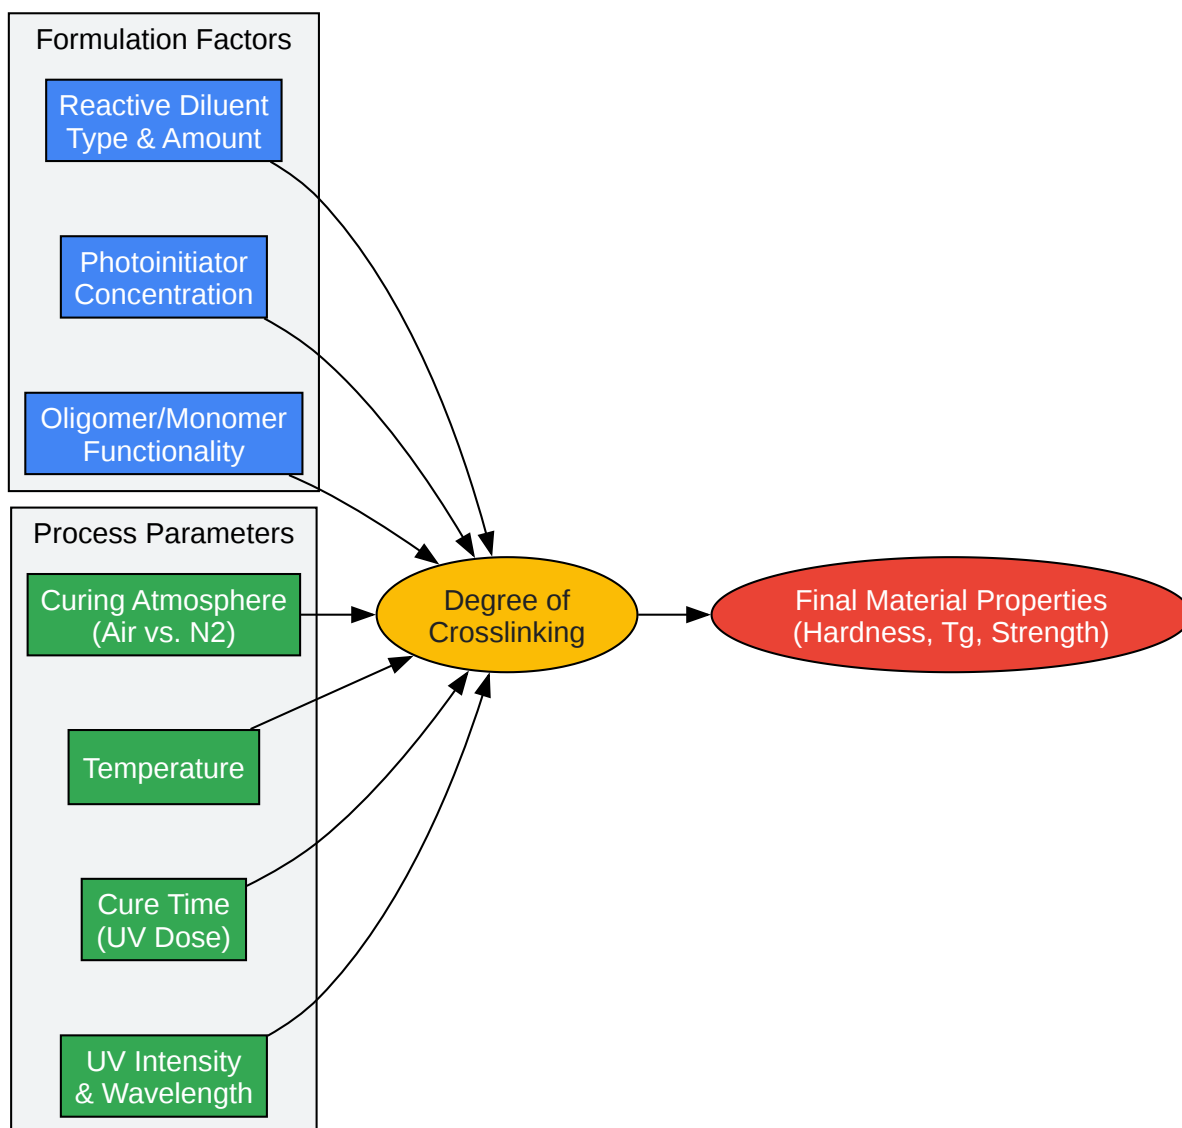 Formulation Factors
Reactive Diluent
Type & Amount
Photoinitiator
Concentration
Oligomer/Monomer
Functionality
Process Parameters
Curing Atmosphere
(Air vs. N2)
Temperature
Cure Time
(UV Dose)
UV Intensity
& Wavelength
Degree of
Crosslinking
Final Material Properties
(Hardness, Tg, Strength)